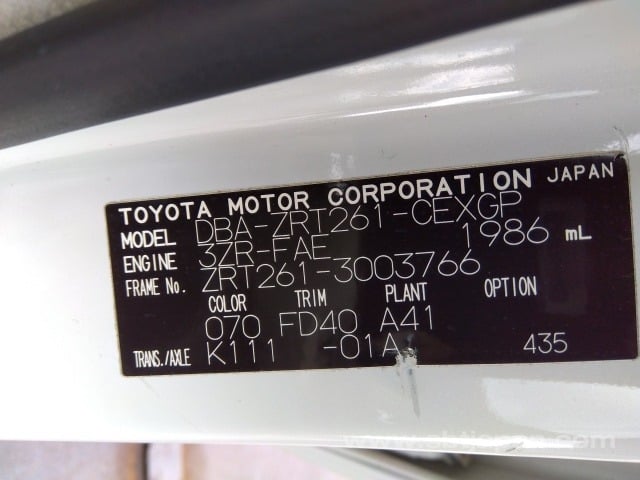 TOYOTA MOTOR CORPORATION JAPAN
MODEL DBA-ZRT261-CEXGP
ENGINE 3ZR-FAE 1986 mL
FRAME No. ZRT261-3003766
COLOR TRIM PLANT OPTION
070 FD40 A41
TRANS./AXLE K111 -01A 435